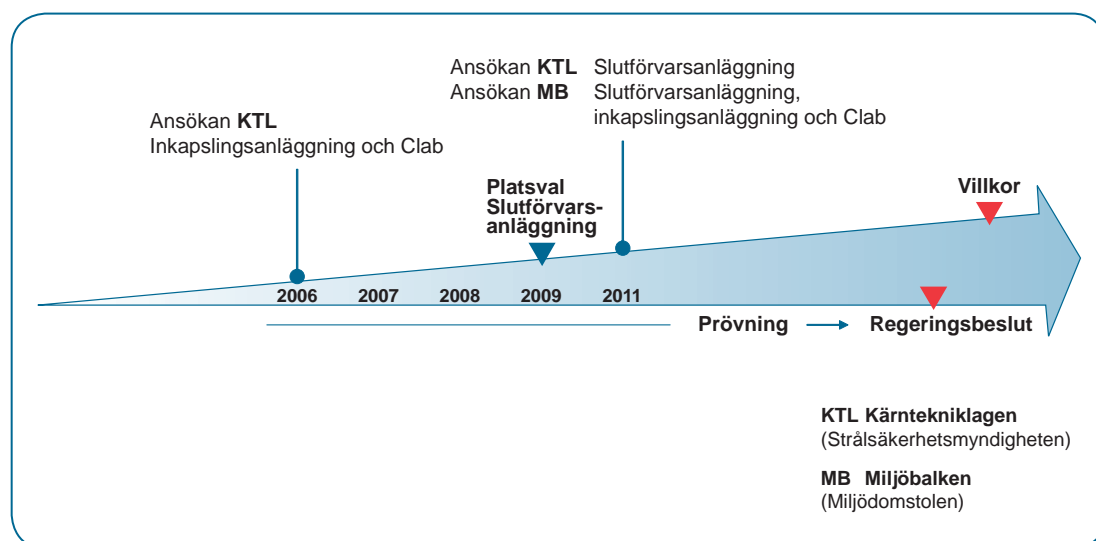 Ansökan KTL Slutförvarsanläggning
Ansökan MB Slutförvarsanläggning,
inkapslingsanläggning och Clab
Ansökan KTL
Inkapslingsanläggning och Clab
Platsval
Slutförvars-
anläggning
Villkor
2006 2007 2008 2009 2011
Prövning
Regeringsbeslut
KTL Kärntekniklagen
(Strålsäkerhetsmyndigheten)
MB Miljöbalken
(Miljödomstolen)